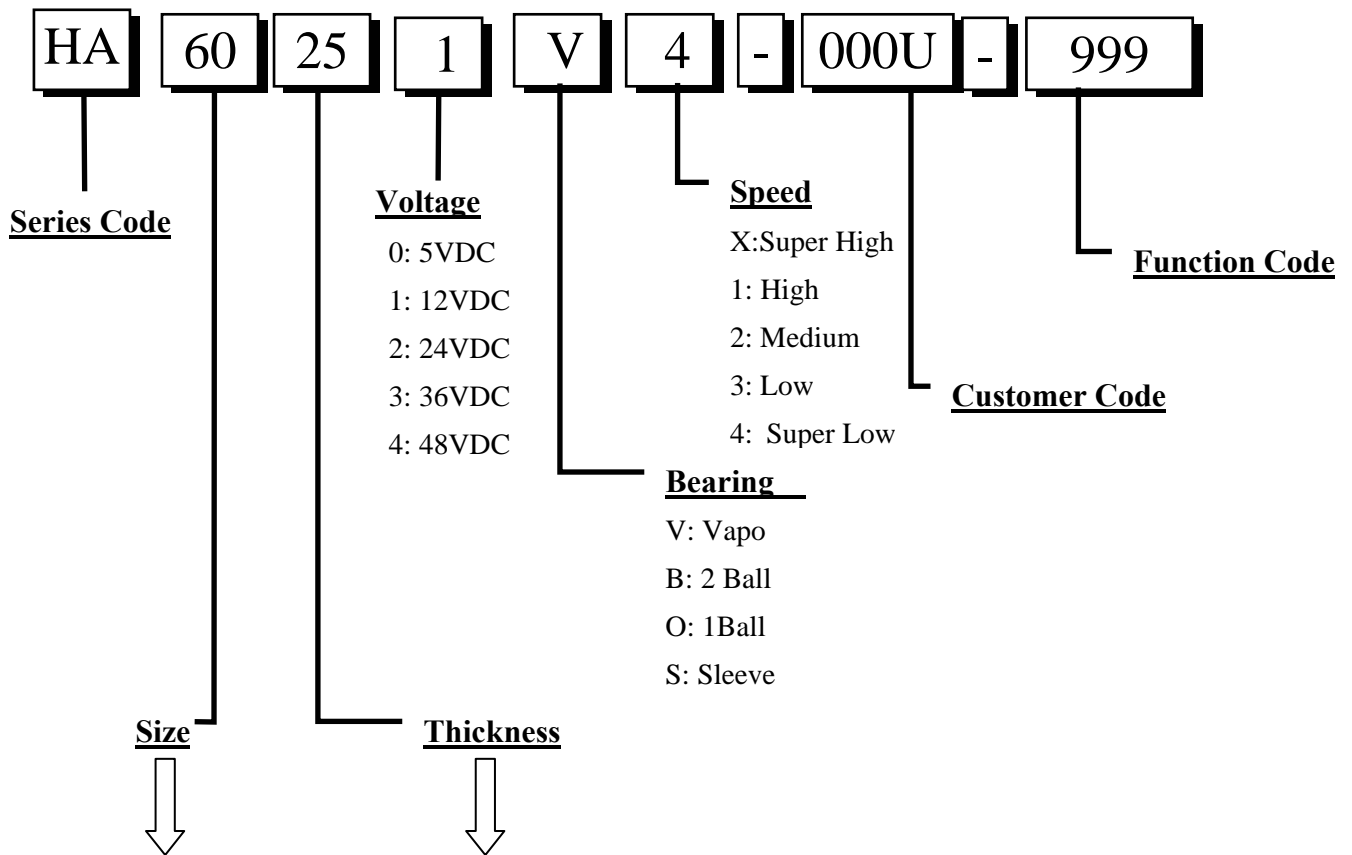 HA 60 25 1 V 4 - 000U - 999
Series Code
Voltage
0: 5VDC
1: 12VDC
2: 24VDC
3: 36VDC
4: 48VDC
Speed
X:Super High
1: High
2: Medium
3: Low
4: Super Low
Function Code
Customer Code
Bearing
V: Vapo
B: 2 Ball
O: 1Ball
S: Sleeve
Size
Thickness